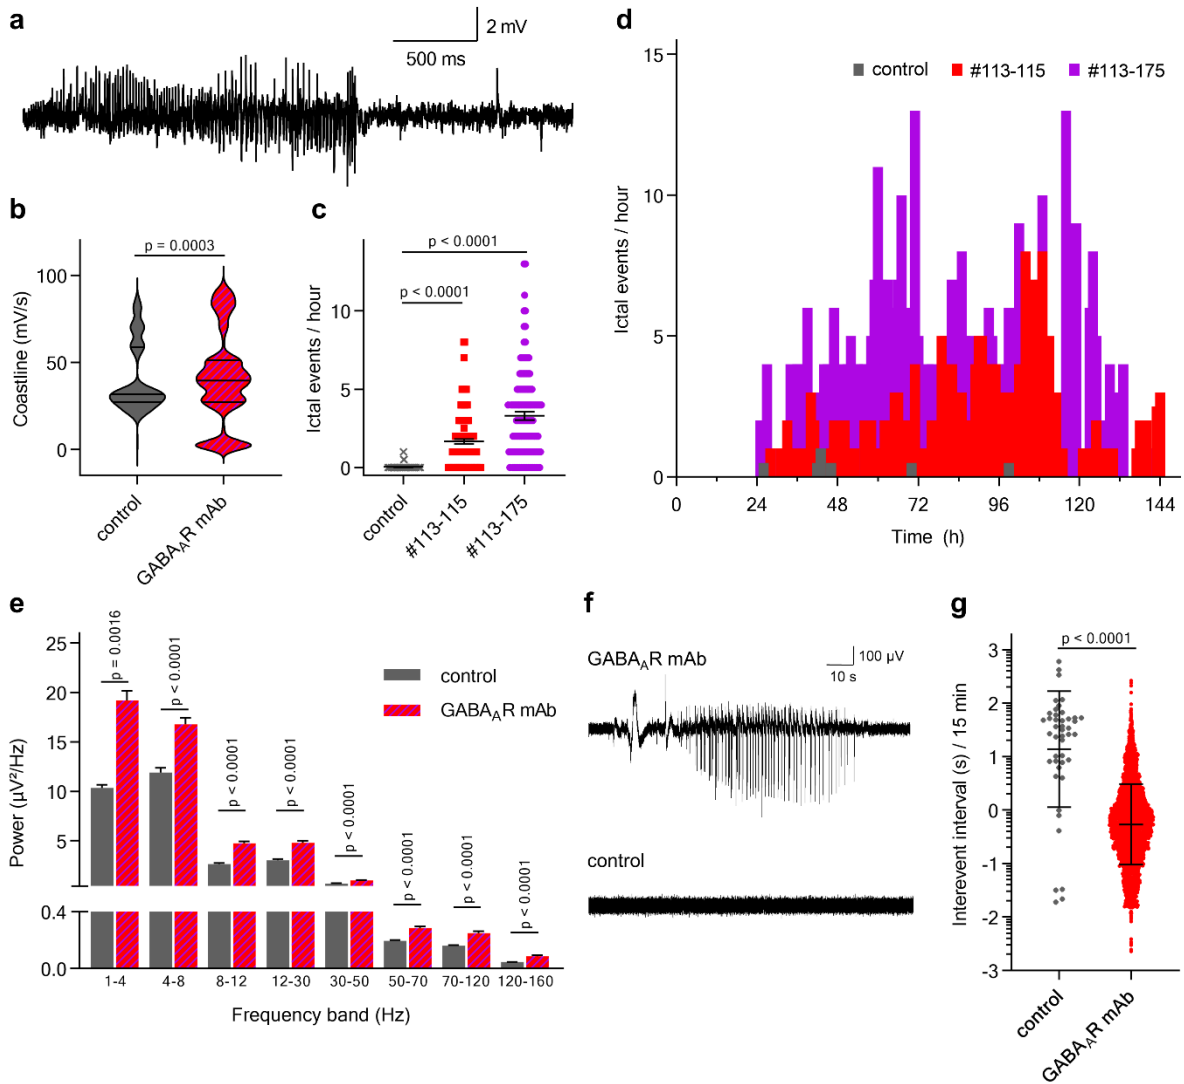 a
2 mV
500 ms
b
p = 0.0003
Coastline (mV/s)
100
50
0
control
GABAAR mAb
c
p < 0.0001
p < 0.0001
Ictal events / hour
10
5
0
control
#113-115
#113-175
d
control
#113-115
#113-175
Ictal events / hour
15
10
5
0
0
24
48
72
96
120
144
Time (h)
e
p = 0.0016
p < 0.0001
p < 0.0001
p < 0.0001
p < 0.0001
p < 0.0001
p < 0.0001
p < 0.0001
control
GABAAR mAb
Power (µV²/Hz)
25
20
15
10
5
0.4
0.0
1-4
4-8
8-12
12-30
30-50
50-70
70-120
120-160
Frequency band (Hz)
f
GABAAR mAb
100 µV
10 s
control
g
p < 0.0001
Interevent interval (s) / 15 min
3
2
1
0
-1
-2
-3
control
GABAAR mAb